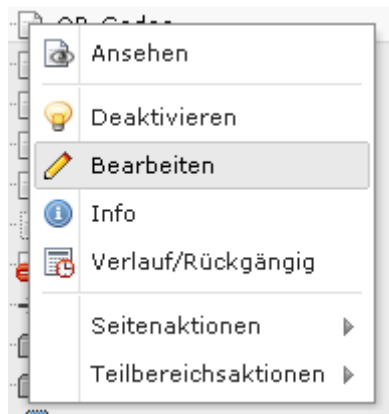 Ansehen
Deaktivieren
Bearbeiten
Info
Verlauf/Rückgängig
Seitenaktionen
Teilbereichsaktionen